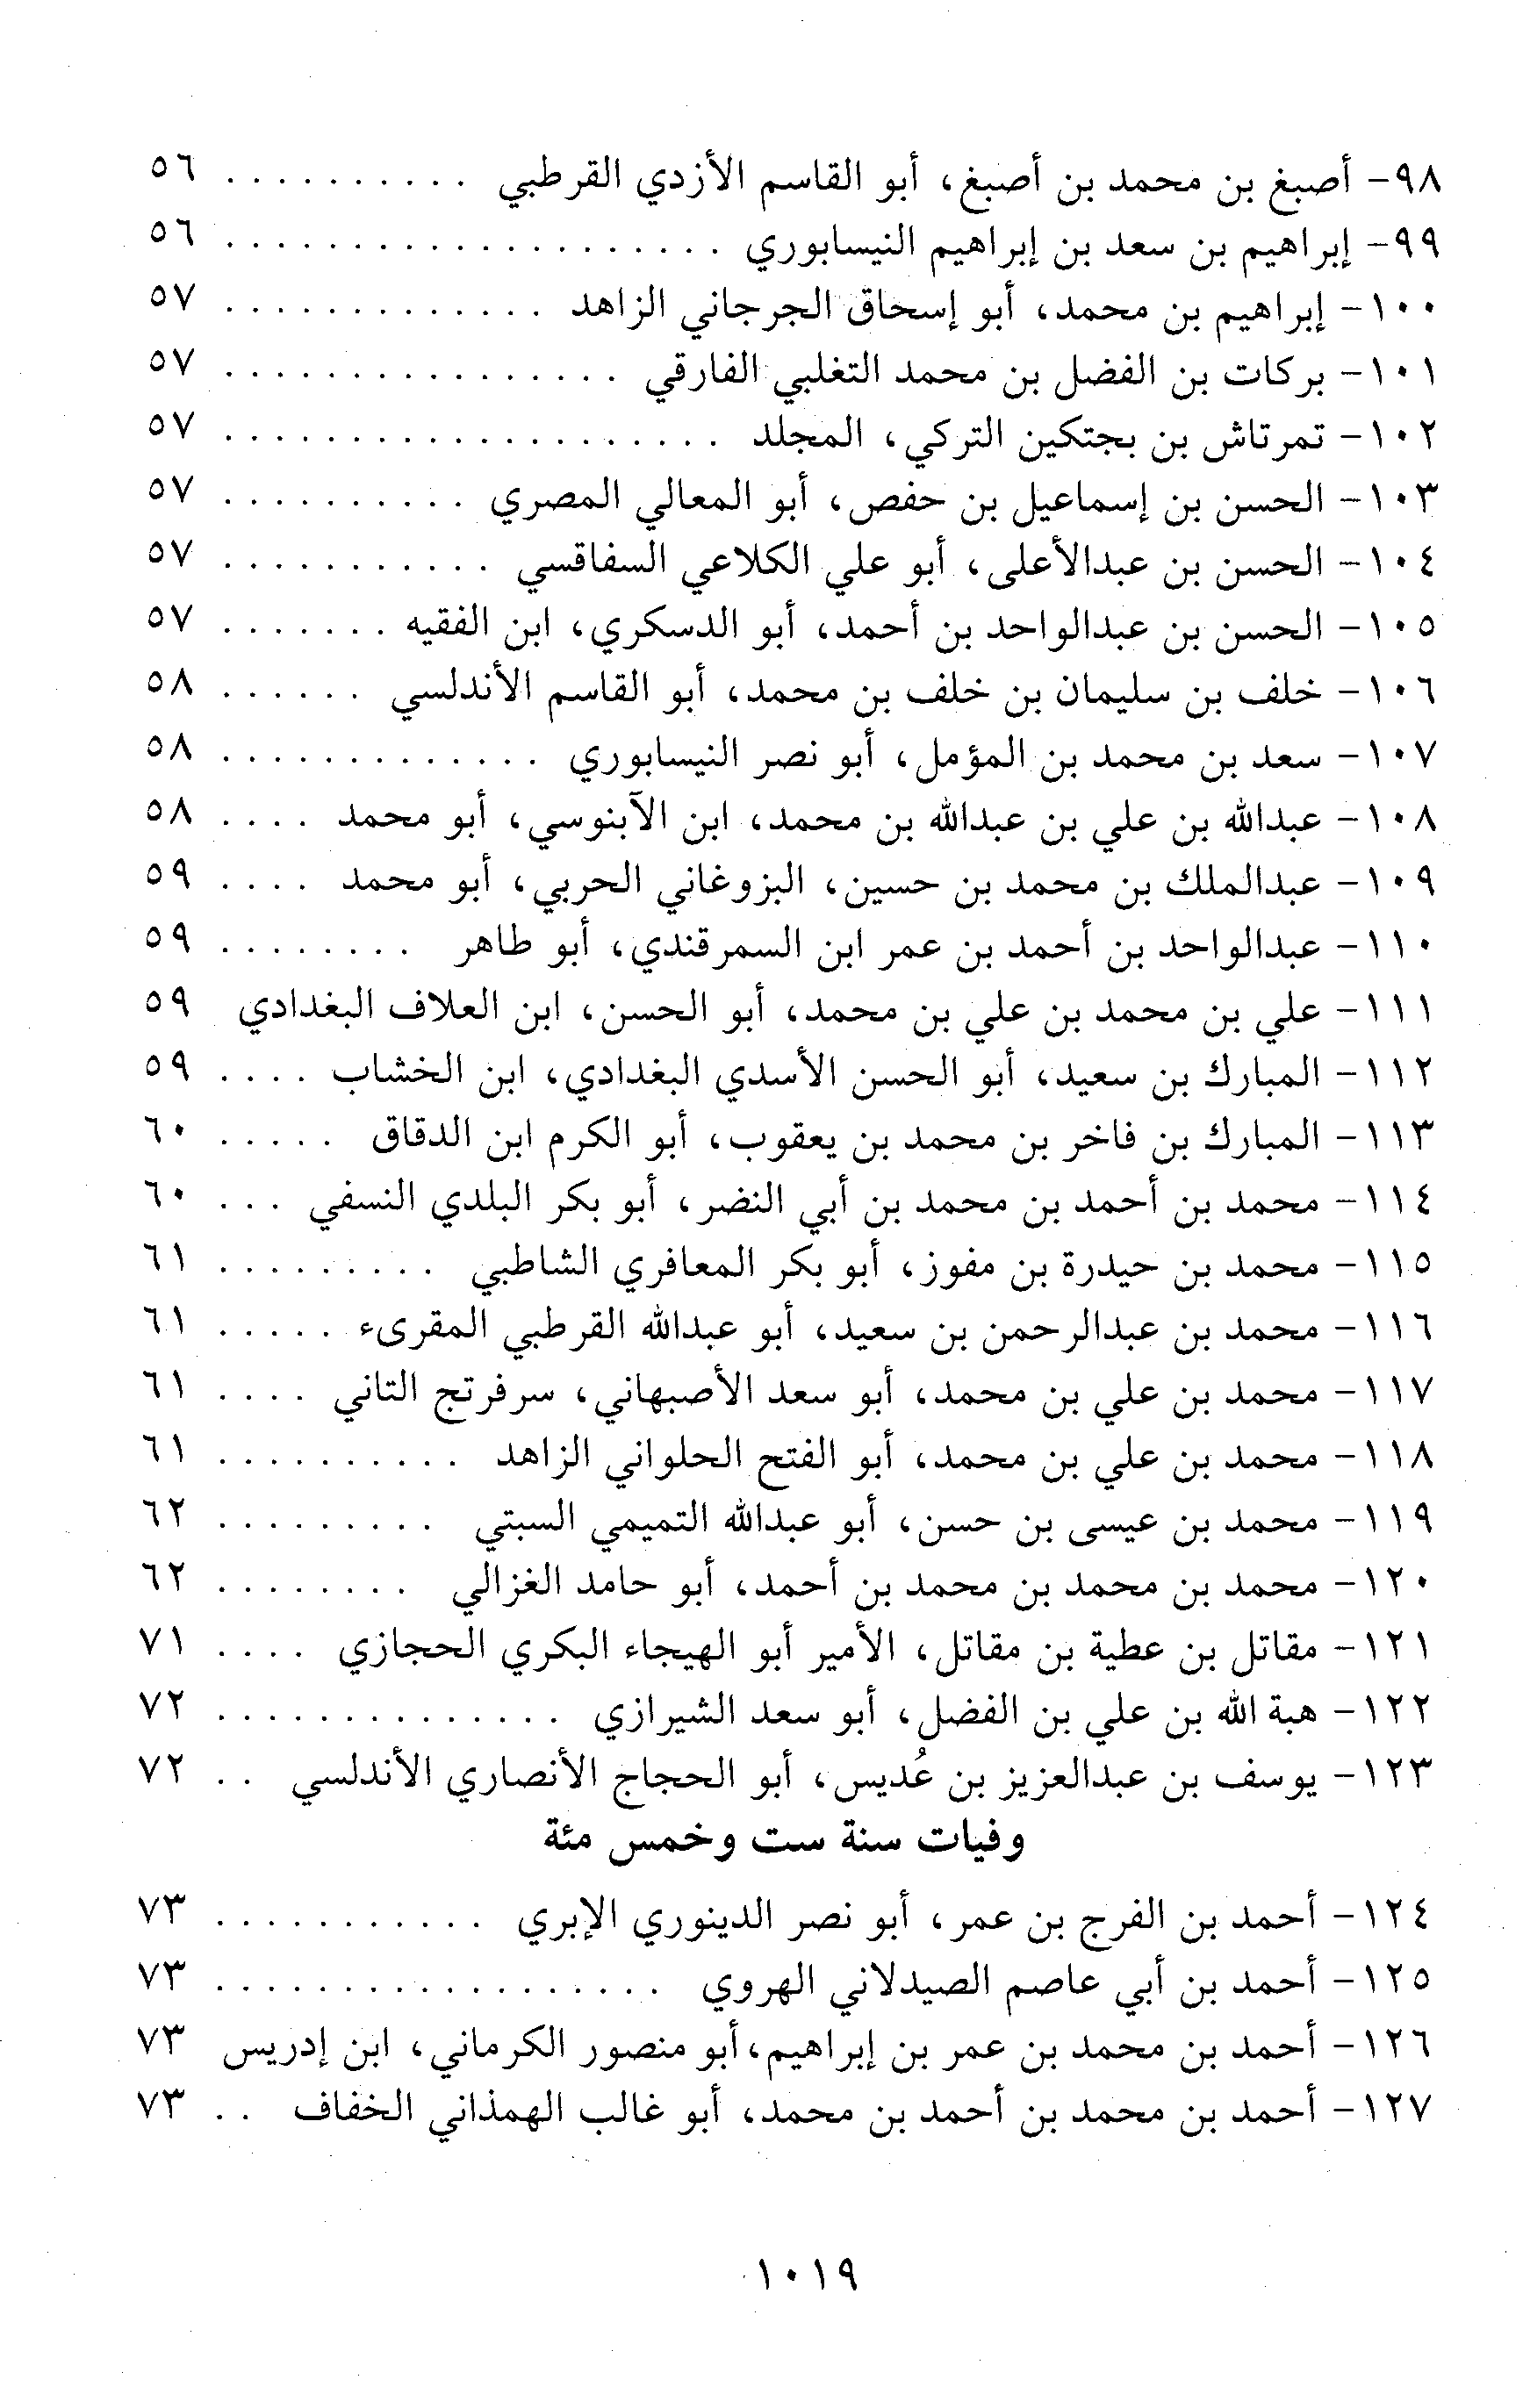 ٩٨- أصبغ بن محمد بن أصبغ، أبو القاسم الأزدي القرطبي . . . . . . . . . . ٥٦
٩٩- إبراهيم بن سعد بن إبراهيم النيسابوري . . . . . . . . . . . . . . . . . . . . ٥٦
١٠٠- إبراهيم بن محمد، أبو إسحاق الجرجاني الزاهد . . . . . . . . . . . . . ٥٧
١٠١- بركات بن الفضل بن محمد التغلبي الفارقي . . . . . . . . . . . . . . . . ٥٧
١٠٢- تمرتاش بن بجتكين التركي، المجلد . . . . . . . . . . . . . . . . . . . . ٥٧
١٠٣- الحسن بن إسماعيل بن حفص، أبو المعالي المصري . . . . . . . . . . ٥٧
١٠٤- الحسن بن عبدالأعلى، أبو علي الكلاعي السفاقسي . . . . . . . . . . . ٥٧
١٠٥- الحسن بن عبدالواحد بن أحمد، أبو الدسكري، ابن الفقيه . . . . . . . ٥٧
١٠٦- خلف بن سليمان بن خلف بن محمد، أبو القاسم الأندلسي . . . . . . ٥٨
١٠٧- سعد بن محمد بن المؤمل، أبو نصر النيسابوري . . . . . . . . . . . . . ٥٨
١٠٨- عبدالله بن علي بن عبدالله بن محمد، ابن الآبنوسي، أبو محمد . . . . ٥٨
١٠٩- عبدالملك بن محمد بن حسين، البزوغاني الحربي، أبو محمد . . . . ٥٩
١١٠- عبدالواحد بن أحمد بن عمر ابن السمرقندي، أبو طاهر . . . . . . . . ٥٩
١١١- علي بن محمد بن علي بن محمد، أبو الحسن، ابن العلاف البغدادي ٥٩
١١٢- المبارك بن سعيد، أبو الحسن الأسدي البغدادي، ابن الخشاب . . . . ٥٩
١١٣- المبارك بن فاخر بن محمد بن يعقوب، أبو الكرم ابن الدقاق . . . . . ٦٠
١١٤- محمد بن أحمد بن محمد بن أبي النضر، أبو بكر البلدي النسفي . . . ٦٠
١١٥- محمد بن حيدرة بن مفوز، أبو بكر المعافري الشاطبي . . . . . . . . . ٦١
١١٦- محمد بن عبدالرحمن بن سعيد، أبو عبدالله القرطبي المقرىء . . . . . ٦١
١١٧- محمد بن علي بن محمد، أبو سعد الأصبهاني، سرفرتج التاني . . . . ٦١
١١٨- محمد بن علي بن محمد، أبو الفتح الحلواني الزاهد . . . . . . . . . . ٦١
١١٩- محمد بن عيسى بن حسن، أبو عبدالله التميمي السبتي . . . . . . . . . ٦٢
١٢٠- محمد بن محمد بن محمد بن أحمد، أبو حامد الغزالي . . . . . . . . ٦٢
١٢١- مقاتل بن عطية بن مقاتل، الأمير أبو الهيجاء البكري الحجازي . . . . ٧١
١٢٢- هبة الله بن علي بن الفضل، أبو سعد الشيرازي . . . . . . . . . . . . . . ٧٢
١٢٣- يوسف بن عبدالعزيز بن عُديس، أبو الحجاج الأنصاري الأندلسي . . ٧٢
وفيات سنة ست وخمس مئة
١٢٤- أحمد بن الفرج بن عمر، أبو نصر الدينوري الإبري . . . . . . . . . . . ٧٣
١٢٥- أحمد بن أبي عاصم الصيدلاني الهروي . . . . . . . . . . . . . . . . . . ٧٣
١٢٦- أحمد بن محمد بن عمر بن إبراهيم،أبو منصور الكرماني، ابن إدريس ٧٣
١٢٧- أحمد بن محمد بن أحمد بن محمد، أبو غالب الهمذاني الخفاف . . ٧٣
١٠١٩